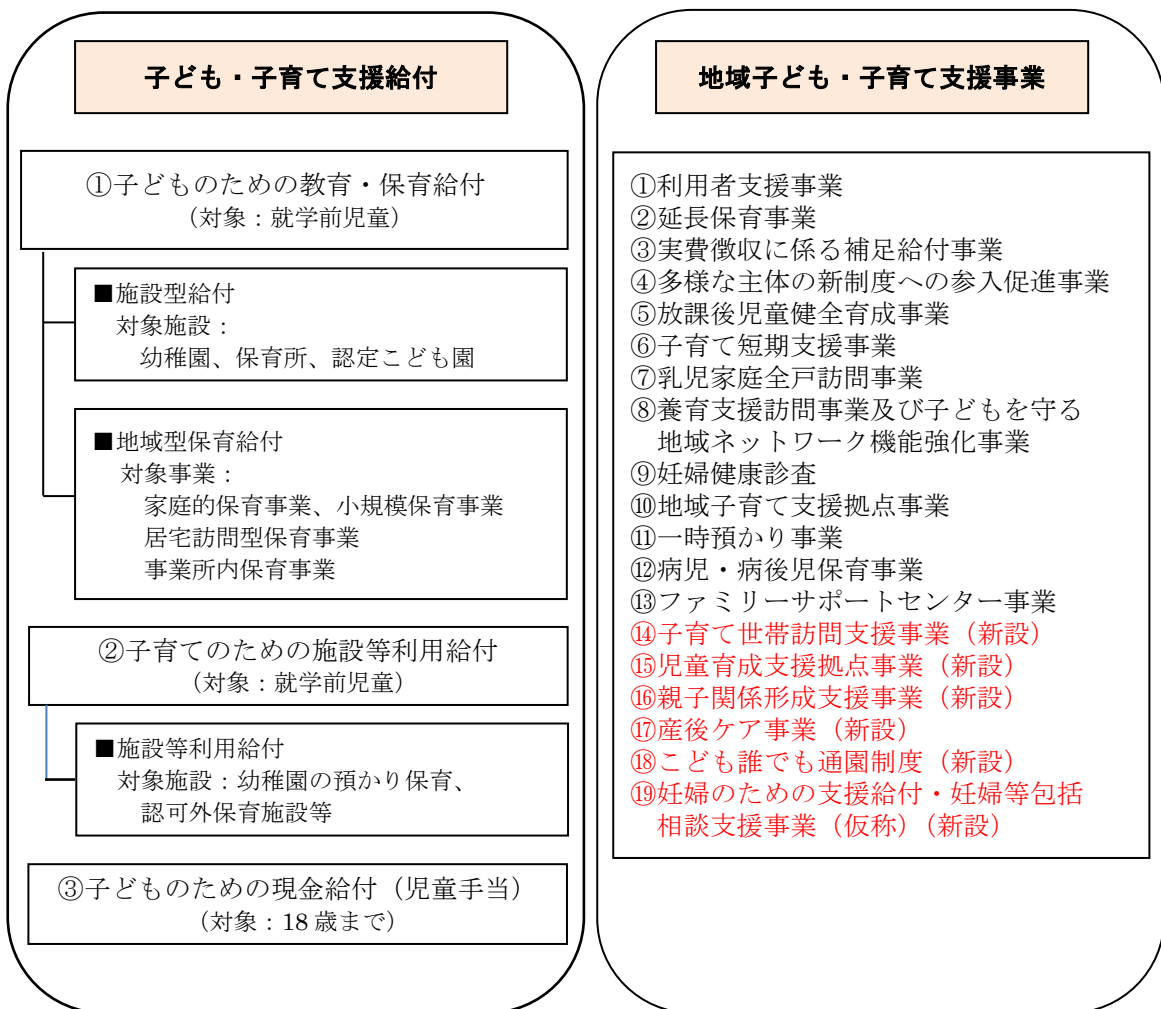 子ども・子育て支援給付
①子どものための教育・保育給付
（対象：就学前児童）
■施設型給付
対象施設：
幼稚園、保育所、認定こども園
■地域型保育給付
対象事業：
家庭的保育事業、小規模保育事業
居宅訪問型保育事業
事業所内保育事業
②子育てのための施設等利用給付
（対象：就学前児童）
■施設等利用給付
対象施設：幼稚園の預かり保育、
認可外保育施設等
③子どものための現金給付（児童手当）
（対象：18歳まで）
地域子ども・子育て支援事業
①利用者支援事業
②延長保育事業
③実費徴収に係る補足給付事業
④多様な主体の新制度への参入促進事業
⑤放課後児童健全育成事業
⑥子育て短期支援事業
⑦乳児家庭全戸訪問事業
⑧養育支援訪問事業及び子どもを守る
地域ネットワーク機能強化事業
⑨妊婦健康診査
⑩地域子育て支援拠点事業
⑪一時預かり事業
⑫病児・病後児保育事業
⑬ファミリーサポートセンター事業
⑭子育て世帯訪問支援事業（新設）
⑮児童育成支援拠点事業（新設）
⑯親子関係形成支援事業（新設）
⑰産後ケア事業（新設）
⑱こども誰でも通園制度（新設）
⑲妊婦のための支援給付・妊婦等包括
相談支援事業（仮称）（新設）